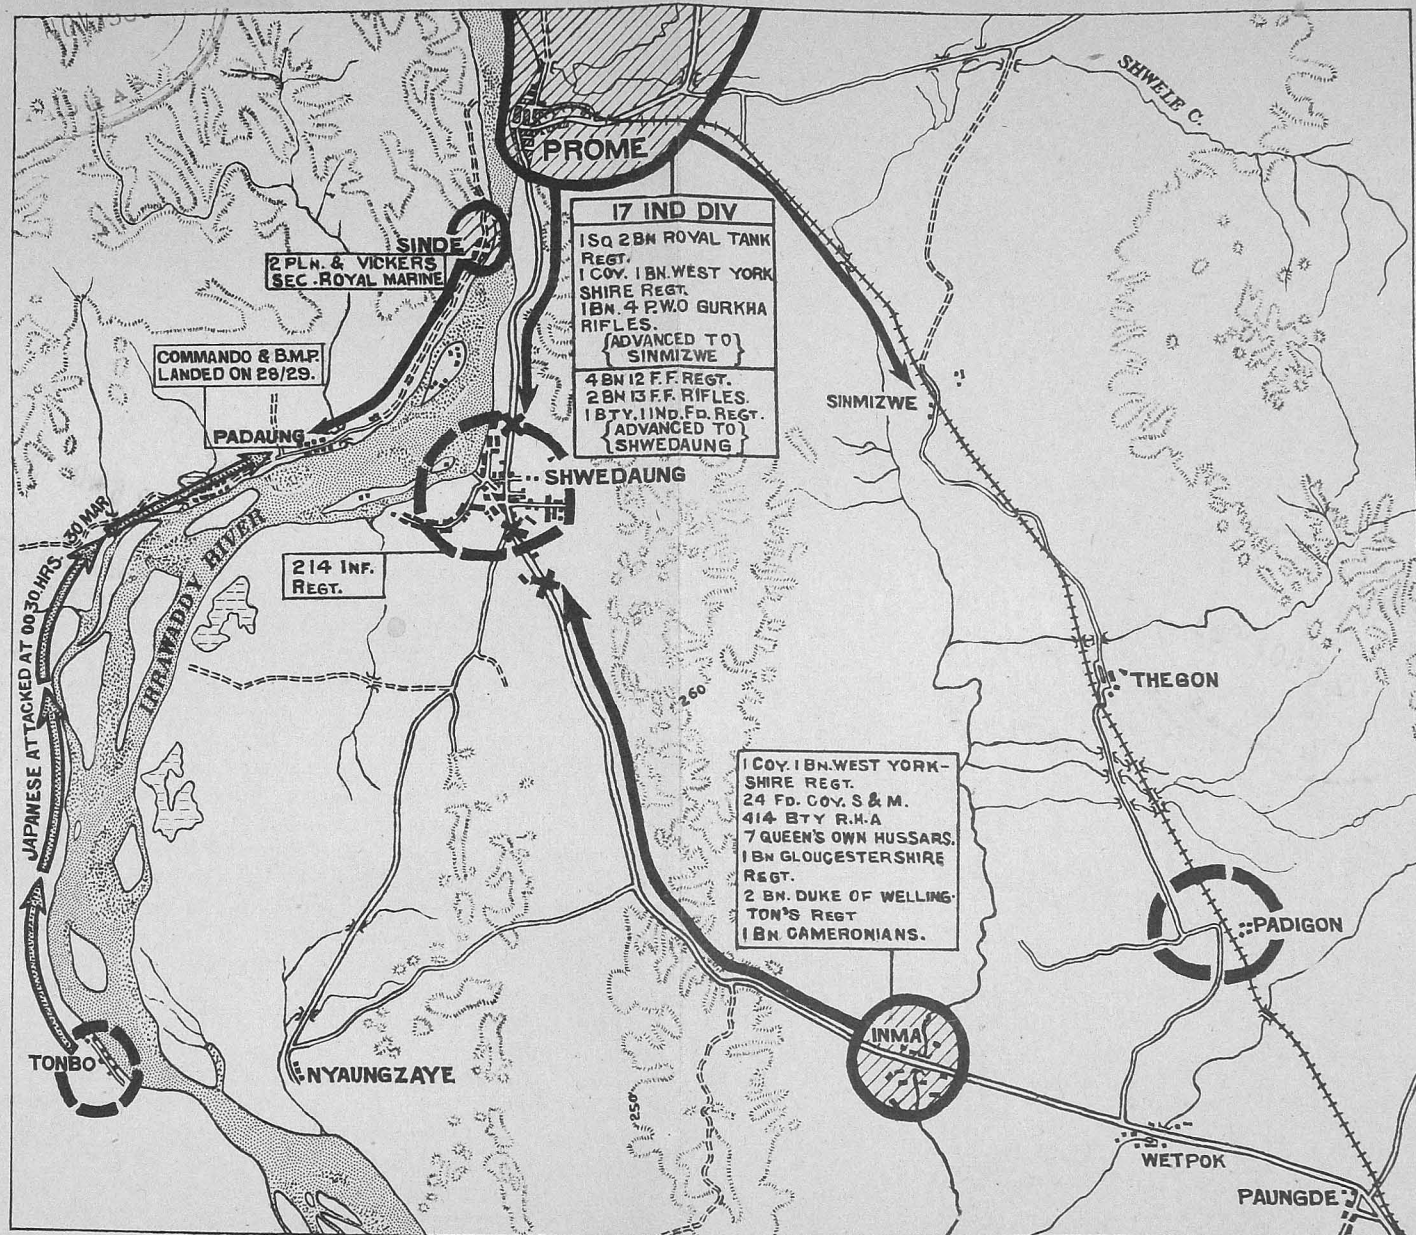 SHWELE C.
PROME
17 IND DIV
1 SQ 2 BN ROYAL TANK
REGT.
1 COY. 1 BN. WEST YORK
SHIRE REGT.
1 BN. 4 P.W.O GURKHA
RIFLES.
{ADVANCED TO}
{SINMIZWE}
4 BN 12 F.F. REGT.
2 BN 13 F.F. RIFLES.
1 BTY. 1 IND. FD. REGT.
{ADVANCED TO}
{SHWEDAUNG}
SINDE
2 PLN. & VICKERS
SEC. ROYAL MARINE
COMMANDO & B.M.P.
LANDED ON 28/29.
PADAUNG
SINMIZWE
SHWEDAUNG
JAPANESE ATTACKED AT 0030 HRS. 30 MAR
IRRAWADDY RIVER
214 INF.
REGT.
THEGON
260
1 COY. 1 BN. WEST YORK-
SHIRE REGT.
24 FD. COY. S & M.
414 BTY R.H.A
7 QUEEN'S OWN HUSSARS.
1 BN GLOUCESTERSHIRE
REGT.
2 BN. DUKE OF WELLING-
TON'S REGT
1 BN CAMERONIANS.
PADIGON
INMA
TONBO
NYAUNGZAYE
250
WETPOK
PAUNGDE